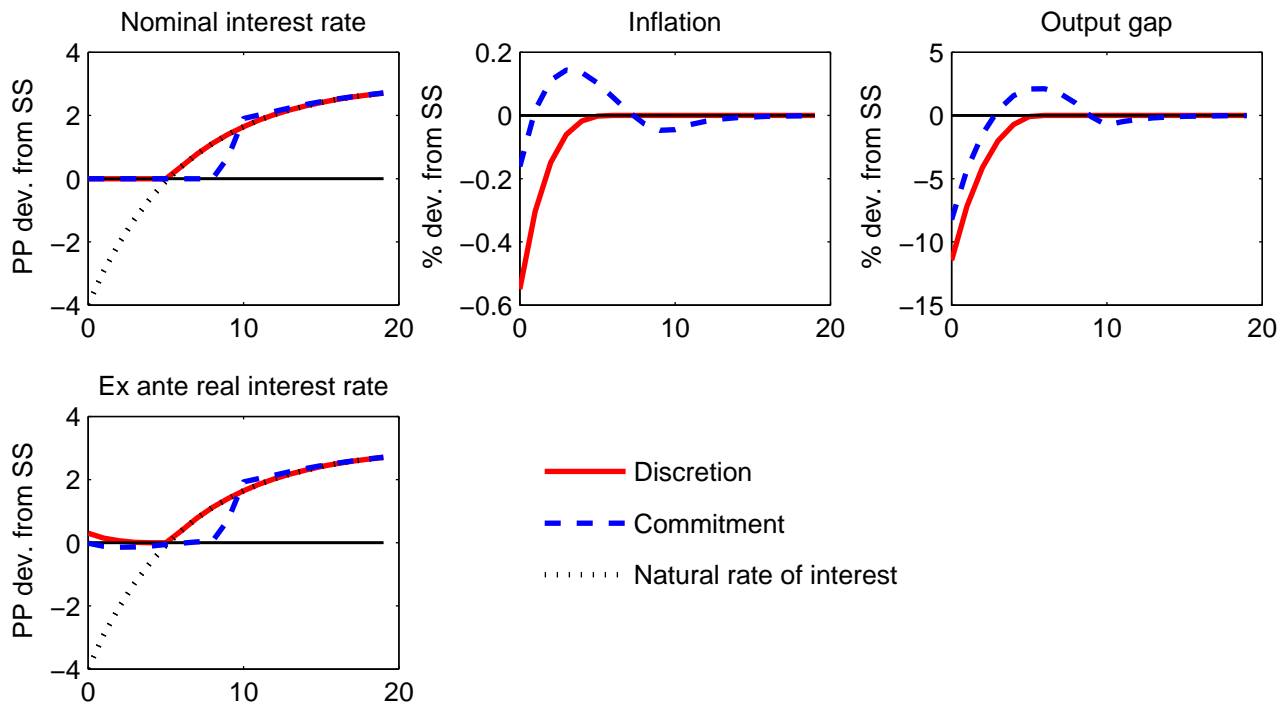 Nominal interest rate
PP dev. from SS
4
2
0
−2
−4
0
10
20
Inflation
% dev. from SS
0.2
0
−0.2
−0.4
−0.6
0
10
20
Output gap
% dev. from SS
5
0
−5
−10
−15
0
10
20
Ex ante real interest rate
PP dev. from SS
4
2
0
−2
−4
0
10
20
Discretion
Commitment
Natural rate of interest